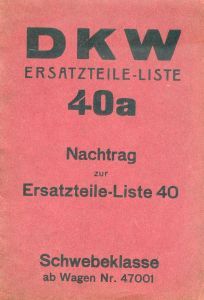 DKW
ERSATZTEILE-LISTE
40a
Nachtrag
zur
Ersatzteile-Liste 40
Schwebeklasse
ab Wagen Nr. 47001